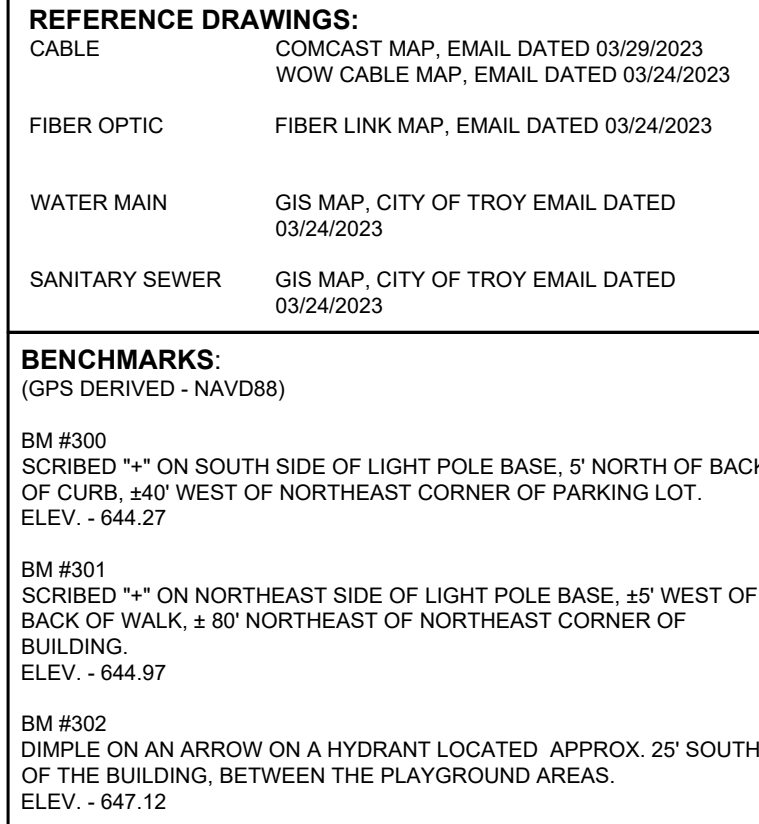 REFERENCE DRAWINGS:
CABLE COMCAST MAP, EMAIL DATED 03/29/2023
WOW CABLE MAP, EMAIL DATED 03/24/2023
FIBER OPTIC FIBER LINK MAP, EMAIL DATED 03/24/2023
WATER MAIN GIS MAP, CITY OF TROY EMAIL DATED
03/24/2023
SANITARY SEWER GIS MAP, CITY OF TROY EMAIL DATED
03/24/2023
BENCHMARKS:
(GPS DERIVED - NAVD88)
BM #300
SCRIBED "+" ON SOUTH SIDE OF LIGHT POLE BASE, 5' NORTH OF BACK
OF CURB, ±40' WEST OF NORTHEAST CORNER OF PARKING LOT.
ELEV. - 644.27
BM #301
SCRIBED "+" ON NORTHEAST SIDE OF LIGHT POLE BASE, ±5' WEST OF
BACK OF WALK, ± 80' NORTHEAST OF NORTHEAST CORNER OF
BUILDING.
ELEV. - 644.97
BM #302
DIMPLE ON AN ARROW ON A HYDRANT LOCATED APPROX. 25' SOUTH
OF THE BUILDING, BETWEEN THE PLAYGROUND AREAS.
ELEV. - 647.12